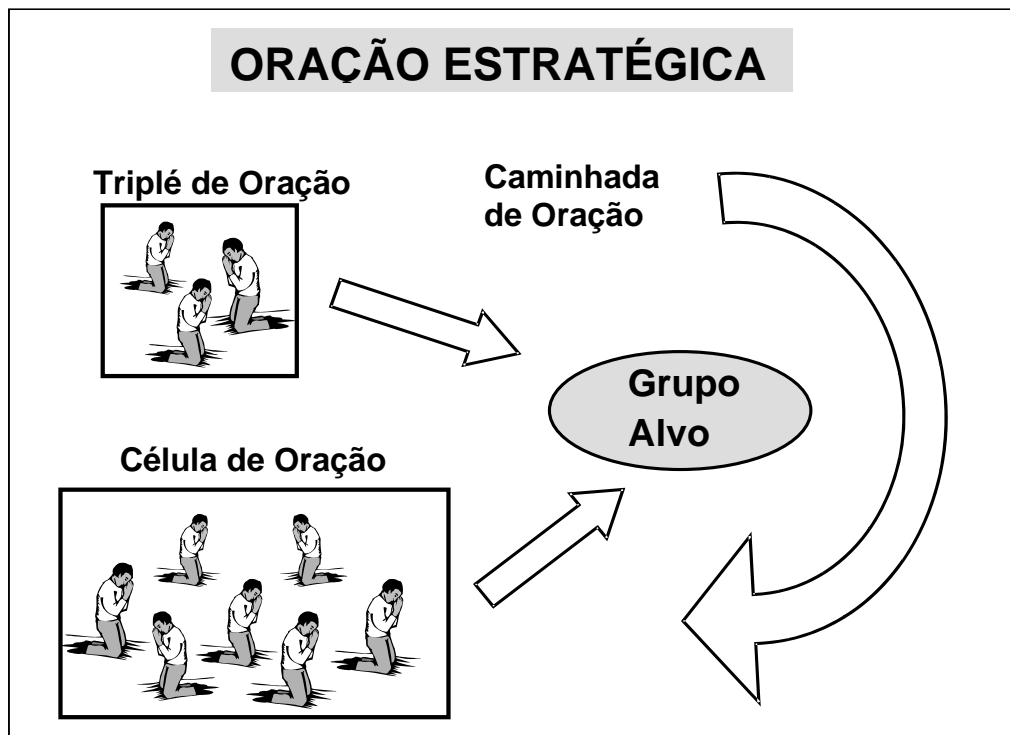 ORAÇÃO ESTRATÉGICA
Triplé de Oração
Caminhada
de Oração
Grupo
Alvo
Célula de Oração